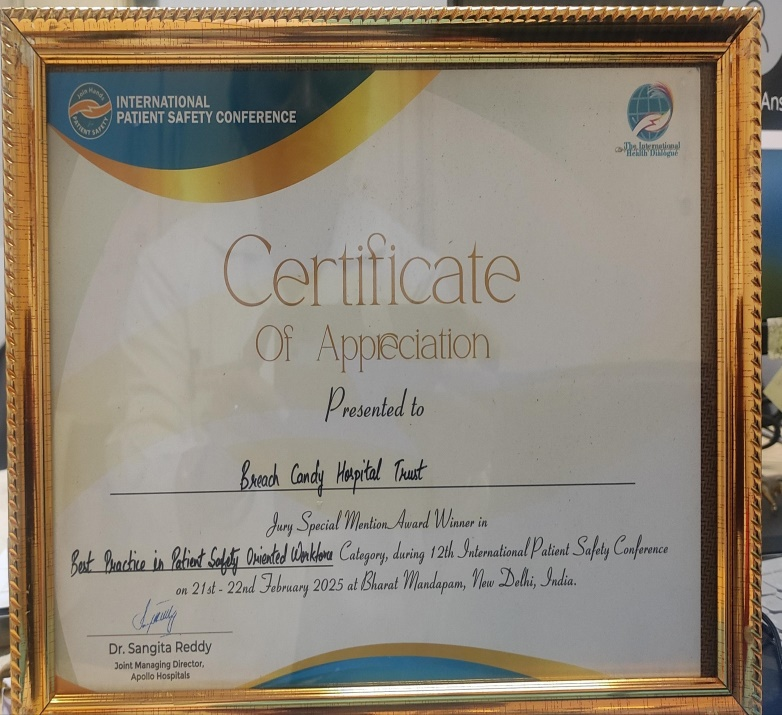 Join Hands
PATIENT SAFETY
INTERNATIONAL
PATIENT SAFETY CONFERENCE
The International
Health Dialogue
Certificate
Of Appreciation
Presented to
Breach Candy Hospital Trust
Jury Special Mention Award Winner in
Best Practice in Patient Safety Oriented Workforce Category, during 12th International Patient Safety Conference
on 21st - 22nd February 2025 at Bharat Mandapam, New Delhi, India.
Dr. Sangita Reddy
Joint Managing Director,
Apollo Hospitals
Ans